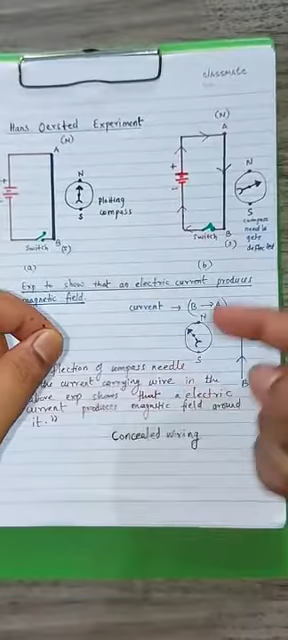 classmate
Hans Oersted Experiment
(N)
A
N
+
S
Plotting
compass
Switch
B
(S)
(a)
(N)
A
N
+
-
S
compass
needle
gets
deflected
Switch
B
(S)
(b)
Exp to show that an electric current produces
magnetic field.
current → (B → A)
N
S
B
deflection of compass needle
the current carrying wire in the
above exp shows that a electric
current produces magnetic field around
it."
Concealed wiring